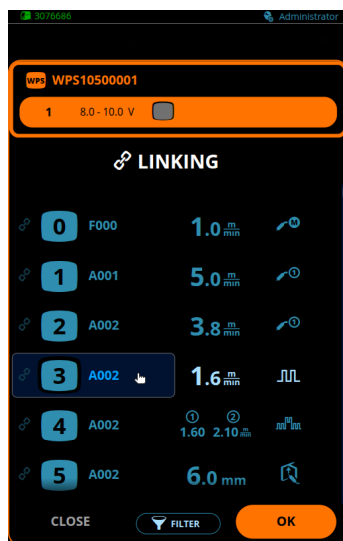 3076686 Administrator
WPS WPS10500001
1 8.0 - 10.0 V
LINKING
0 F000 1.0 m/min M
1 A001 5.0 m/min 1
2 A002 3.8 m/min 1
3 A002 1.6 m/min
4 A002 1 2
1.60 2.10 m/min
5 A002 6.0 mm
CLOSE FILTER OK